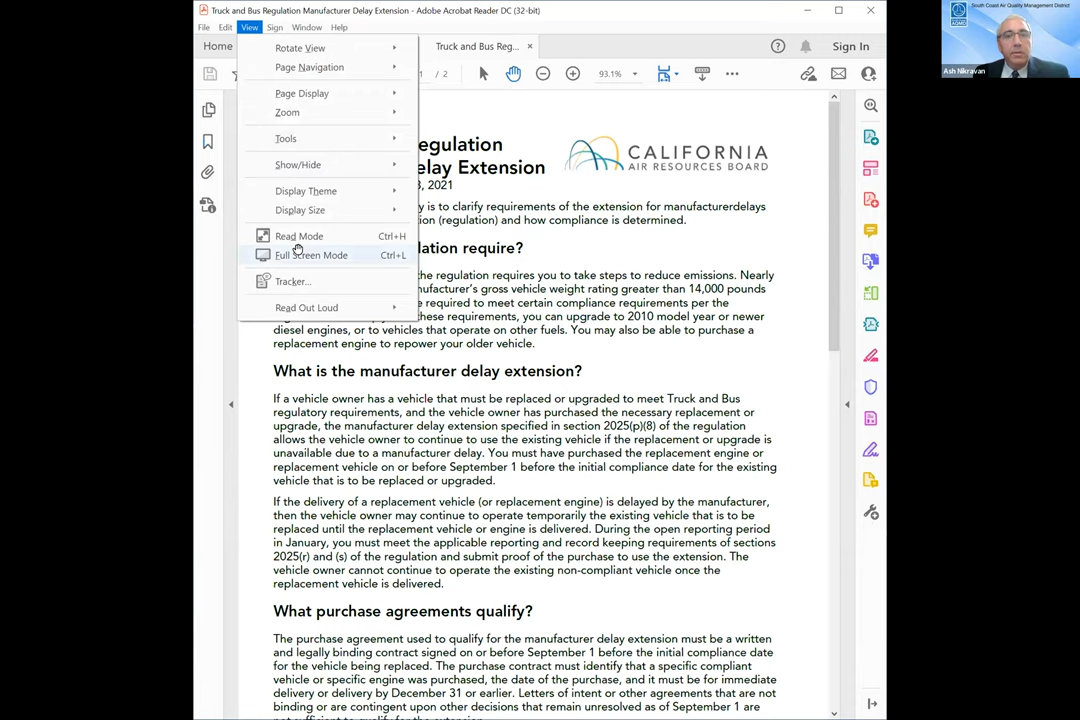 Truck and Bus Regulation Manufacturer Delay Extension - Adobe Acrobat Reader DC (32-bit)
File Edit View Sign Window Help
Home
Truck and Bus Reg... ×
Sign In
/ 2
93.1%
Rotate View
Page Navigation
Page Display
Zoom
Tools
Show/Hide
Display Theme
Display Size
Read Mode Ctrl+H
Full Screen Mode Ctrl+L
Tracker...
Read Out Loud
South Coast Air Quality Management District
AQMD
Ash Nikravan
egulation
elay Extension
, 2021
CALIFORNIA
AIR RESOURCES BOARD
y is to clarify requirements of the extension for manufacturerdelays
ion (regulation) and how compliance is determined.
lation require?
the regulation requires you to take steps to reduce emissions. Nearly
nufacturer's gross vehicle weight rating greater than 14,000 pounds
e required to meet certain compliance requirements per the
hese requirements, you can upgrade to 2010 model year or newer
diesel engines, or to vehicles that operate on other fuels. You may also be able to purchase a
replacement engine to repower your older vehicle.
What is the manufacturer delay extension?
If a vehicle owner has a vehicle that must be replaced or upgraded to meet Truck and Bus
regulatory requirements, and the vehicle owner has purchased the necessary replacement or
upgrade, the manufacturer delay extension specified in section 2025(p)(8) of the regulation
allows the vehicle owner to continue to use the existing vehicle if the replacement or upgrade is
unavailable due to a manufacturer delay. You must have purchased the replacement engine or
replacement vehicle on or before September 1 before the initial compliance date for the existing
vehicle that is to be replaced or upgraded.
If the delivery of a replacement vehicle (or replacement engine) is delayed by the manufacturer,
then the vehicle owner may continue to operate temporarily the existing vehicle that is to be
replaced until the replacement vehicle or engine is delivered. During the open reporting period
in January, you must meet the applicable reporting and record keeping requirements of sections
2025(r) and (s) of the regulation and submit proof of the purchase to use the extension. The
vehicle owner cannot continue to operate the existing non-compliant vehicle once the
replacement vehicle is delivered.
What purchase agreements qualify?
The purchase agreement used to qualify for the manufacturer delay extension must be a written
and legally binding contract signed on or before September 1 before the initial compliance date
for the vehicle being replaced. The purchase contract must identify that a specific compliant
vehicle or specific engine was purchased, the date of the purchase, and it must be for immediate
delivery or delivery by December 31 or earlier. Letters of intent or other agreements that are not
binding or are contingent upon other decisions that remain unresolved as of September 1 are
not sufficient to qualify for the extension.